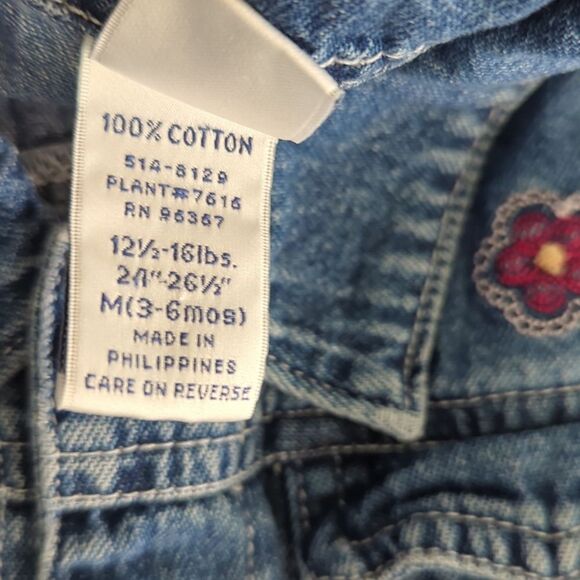 100% COTTON
514-8129
PLANT#7616
RN 96367
12½-16lbs.
24"-26½"
M(3-6mos)
MADE IN
PHILIPPINES
CARE ON REVERSE